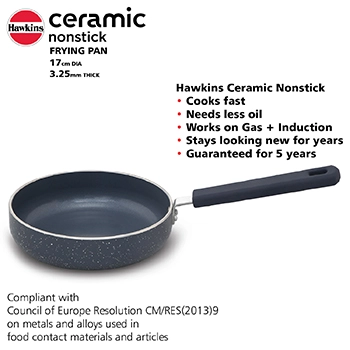 Hawkins
ceramic
nonstick
FRYING PAN
17cm DIA
3.25mm THICK
Hawkins Ceramic Nonstick
• Cooks fast
• Needs less oil
• Works on Gas + Induction
• Stays looking new for years
• Guaranteed for 5 years
Compliant with
Council of Europe Resolution CM/RES(2013)9
on metals and alloys used in
food contact materials and articles